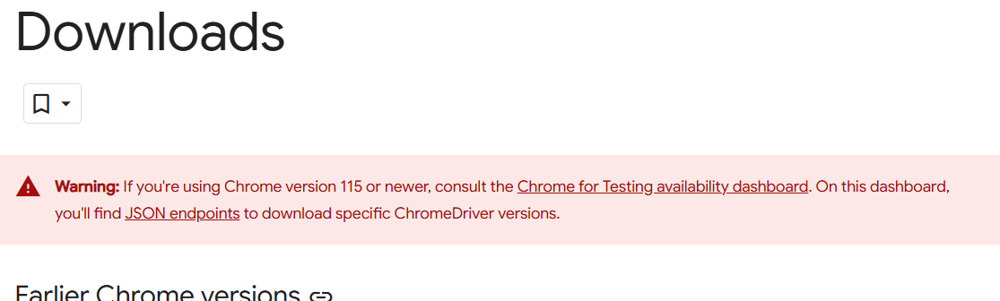 Downloads
Warning: If you're using Chrome version 115 or newer, consult the Chrome for Testing availability dashboard. On this dashboard,
you'll find JSON endpoints to download specific ChromeDriver versions.
Earlier Chrome versions